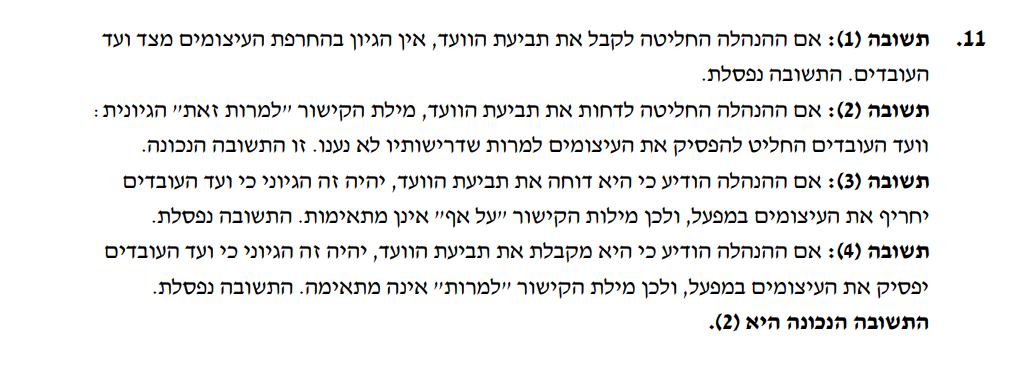 11. תשובה (1): אם ההנהלה החליטה לקבל את תביעת הוועד, אין הגיון בהחרפת העיצומים מצד ועד
העובדים. התשובה נפסלת.
תשובה (2): אם ההנהלה החליטה לדחות את תביעת הוועד, מילת הקישור "למרות זאת" הגיונית:
וועד העובדים החליט להפסיק את העיצומים למרות שדרישותיו לא נענו. זו התשובה הנכונה.
תשובה (3): אם ההנהלה הודיע כי היא דוחה את תביעת הוועד, יהיה זה הגיוני כי ועד העובדים
יחריף את העיצומים במפעל, ולכן מילות הקישור "על אף" אינן מתאימות. התשובה נפסלת.
תשובה (4): אם ההנהלה הודיע כי היא מקבלת את תביעת הוועד, יהיה זה הגיוני כי ועד העובדים
יפסיק את העיצומים במפעל, ולכן מילת הקישור "למרות" אינה מתאימה. התשובה נפסלת.
התשובה הנכונה היא (2).